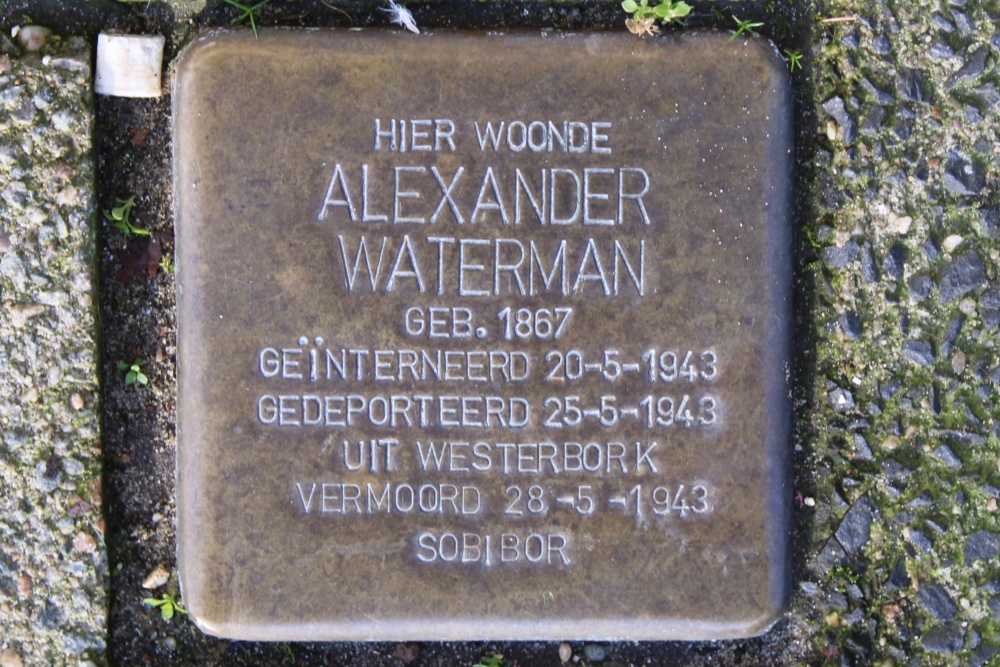 HIER WOONDE
ALEXANDER
WATERMAN
GEB. 1867
GEÏNTERNEERD 20-5-1943
GEDEPORTEERD 25-5-1943
UIT WESTERBORK
VERMOORD 28-5-1943
SOBIBOR